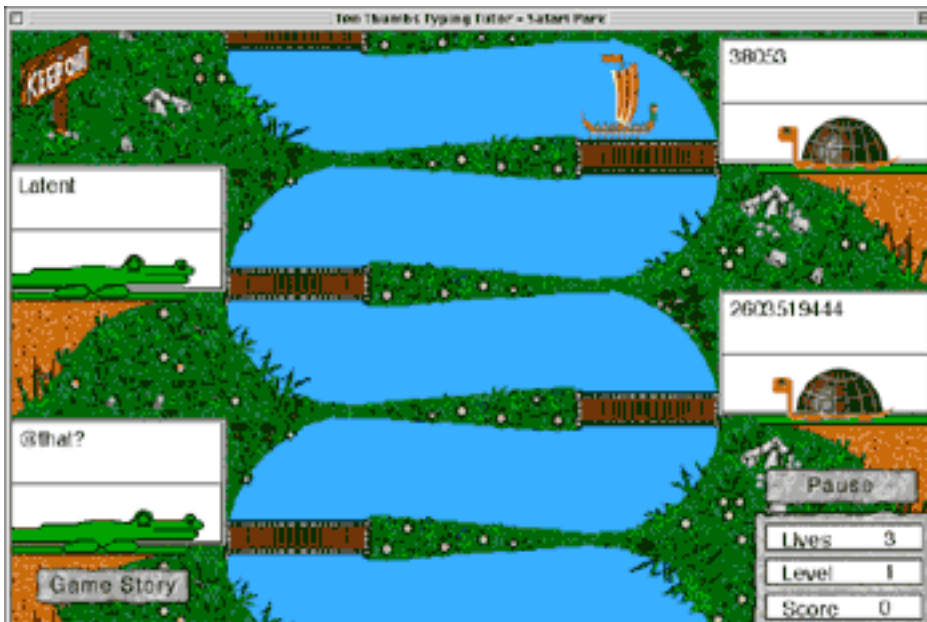 Ten Thumbs Typing Tutor - Safari Park
KEEP OUT
38053
Latent
2603519444
@that?
Pause
Lives 3
Level 1
Game Story
Score 0